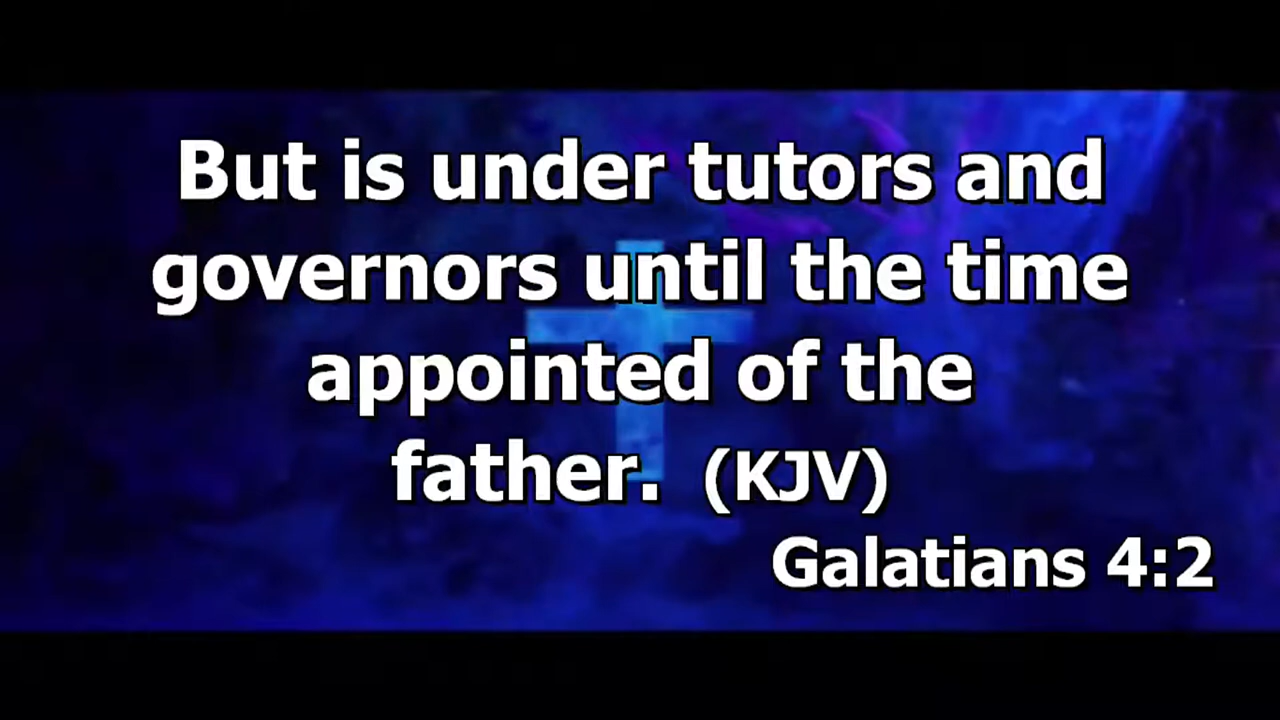 But is under tutors and
governors until the time
appointed of the
father. (KJV)
Galatians 4:2